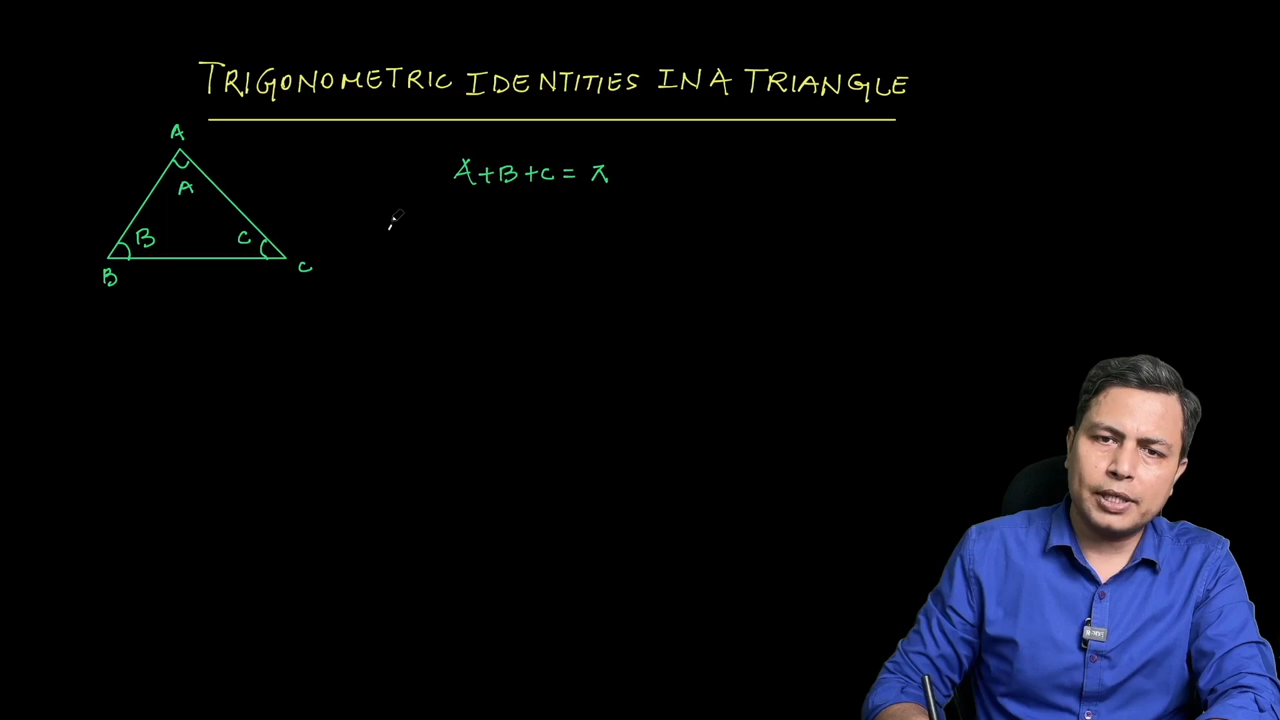 TRIGONOMETRIC IDENTITIES IN A TRIANGLE
A
A+B+C = π
A
B
C
B
C